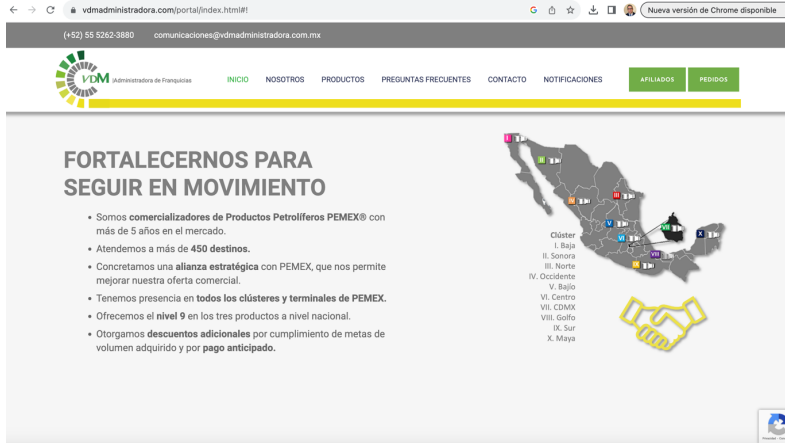 vdmadministradora.com/portal/index.html#!
Nueva versión de Chrome disponible
(+52) 55 5262-3880 comunicaciones@vdmadministradora.com.mx
VDM |Administradora de Franquicias
INICIO NOSOTROS PRODUCTOS PREGUNTAS FRECUENTES CONTACTO NOTIFICACIONES AFILIADOS PEDIDOS
FORTALECERNOS PARA
SEGUIR EN MOVIMIENTO
• Somos comercializadores de Productos Petrolíferos PEMEX® con
más de 5 años en el mercado.
• Atendemos a más de 450 destinos.
• Concretamos una alianza estratégica con PEMEX, que nos permite
mejorar nuestra oferta comercial.
• Tenemos presencia en todos los clústeres y terminales de PEMEX.
• Ofrecemos el nivel 9 en los tres productos a nivel nacional.
• Otorgamos descuentos adicionales por cumplimiento de metas de
volumen adquirido y por pago anticipado.
I
II
III
IV
V
VI
VII
VIII
IX
X
Clúster
I. Baja
II. Sonora
III. Norte
IV. Occidente
V. Bajío
VI. Centro
VII. CDMX
VIII. Golfo
IX. Sur
X. Maya